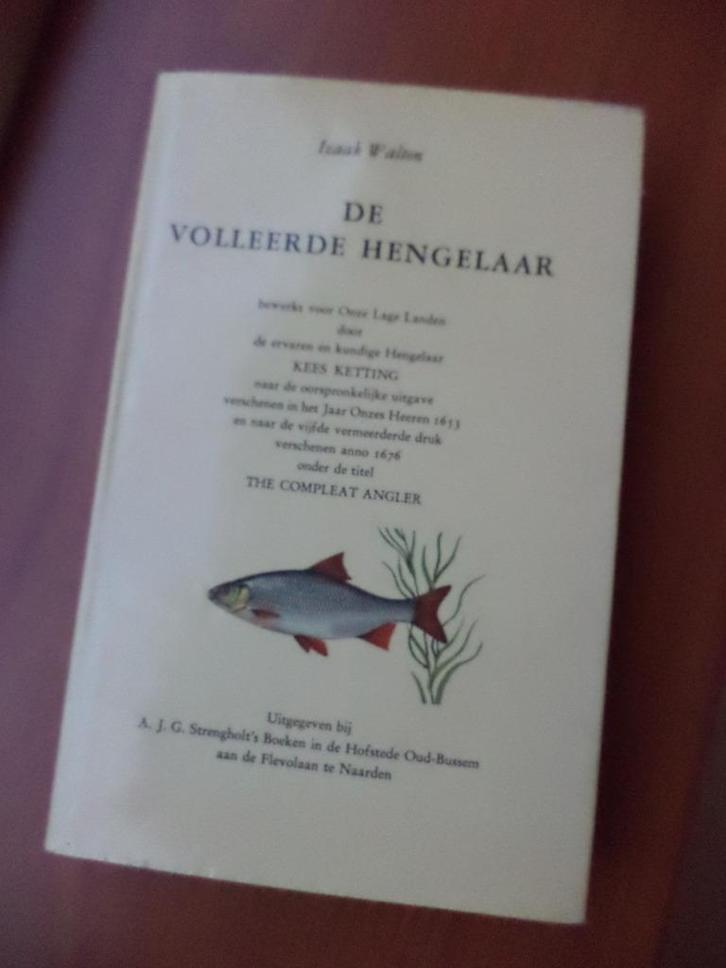 Izaak Walton
DE
VOLLEERDE HENGELAAR
bewerkt voor Onze Lage Landen
door
de ervaren en kundige Hengelaar
KEES KETTING
naar de oorspronkelijke uitgave
verschenen in het Jaar Onzes Heeren 1653
en naar de vijfde vermeerderde druk
verschenen anno 1676
onder de titel
THE COMPLEAT ANGLER
Uitgegeven bij
A. J. G. Strengholt's Boeken in de Hofstede Oud-Bussem
aan de Flevolaan te Naarden